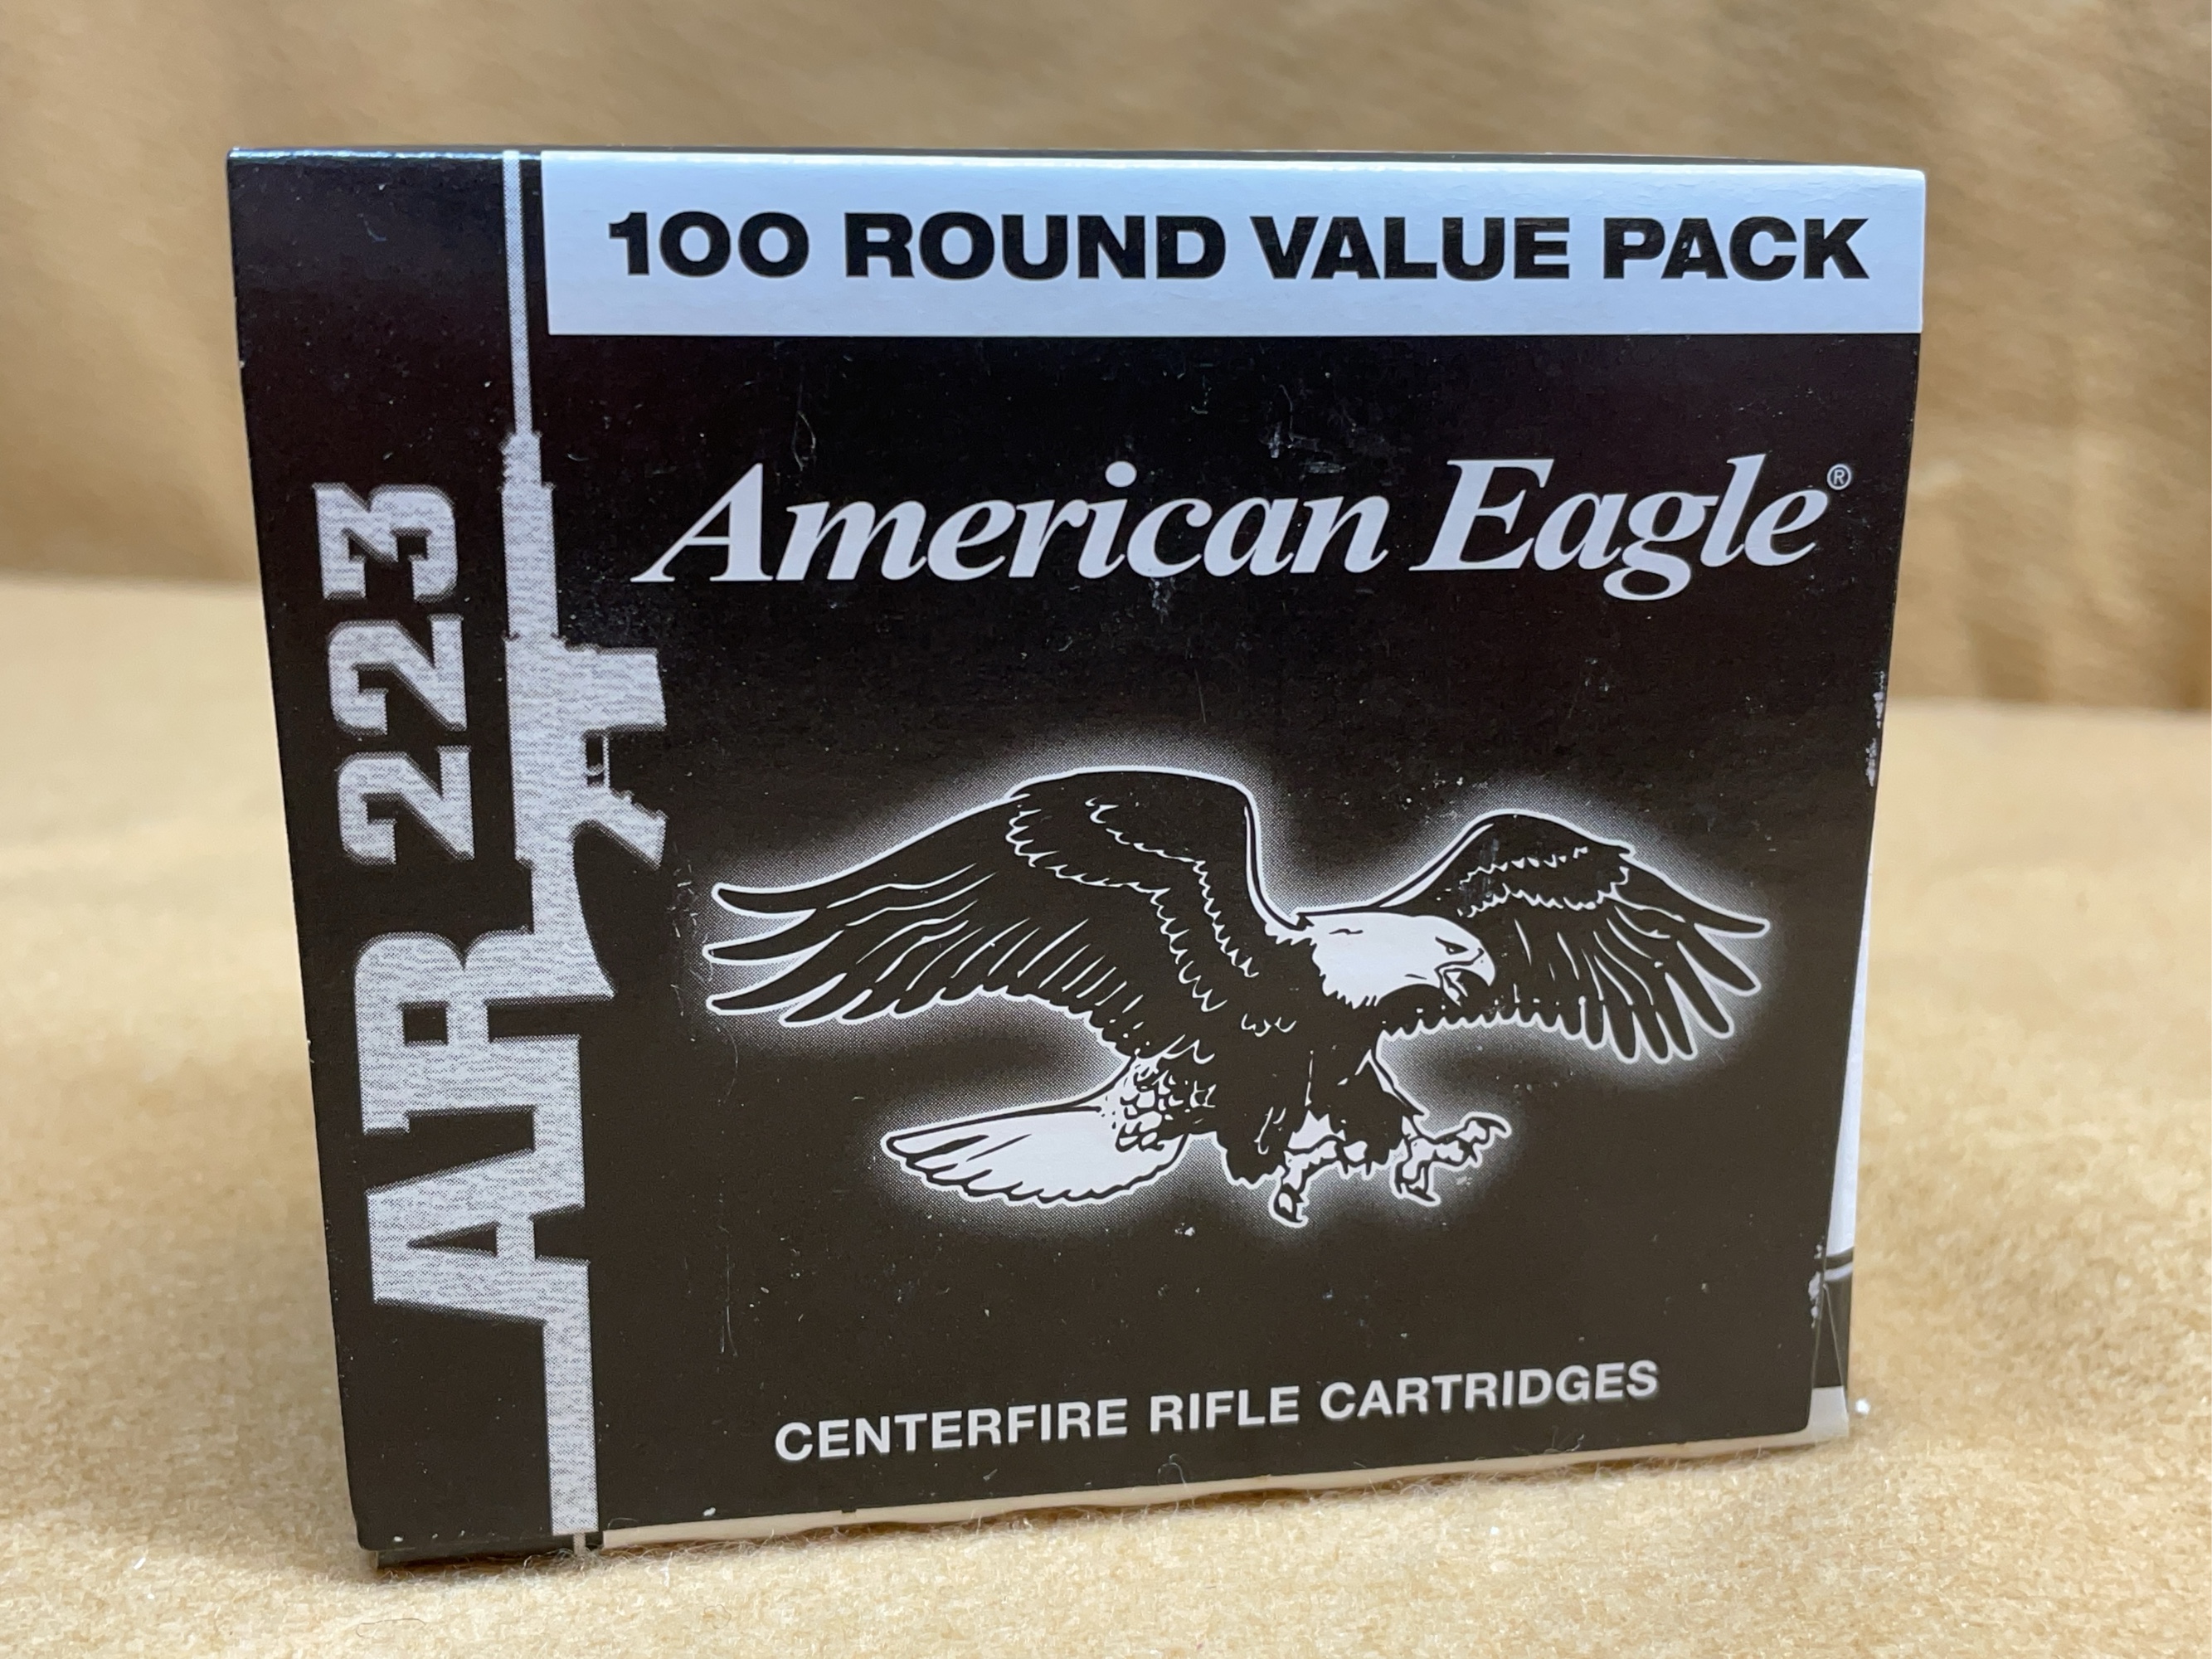 100 ROUND VALUE PACK
American Eagle®
AR 223
CENTERFIRE RIFLE CARTRIDGES